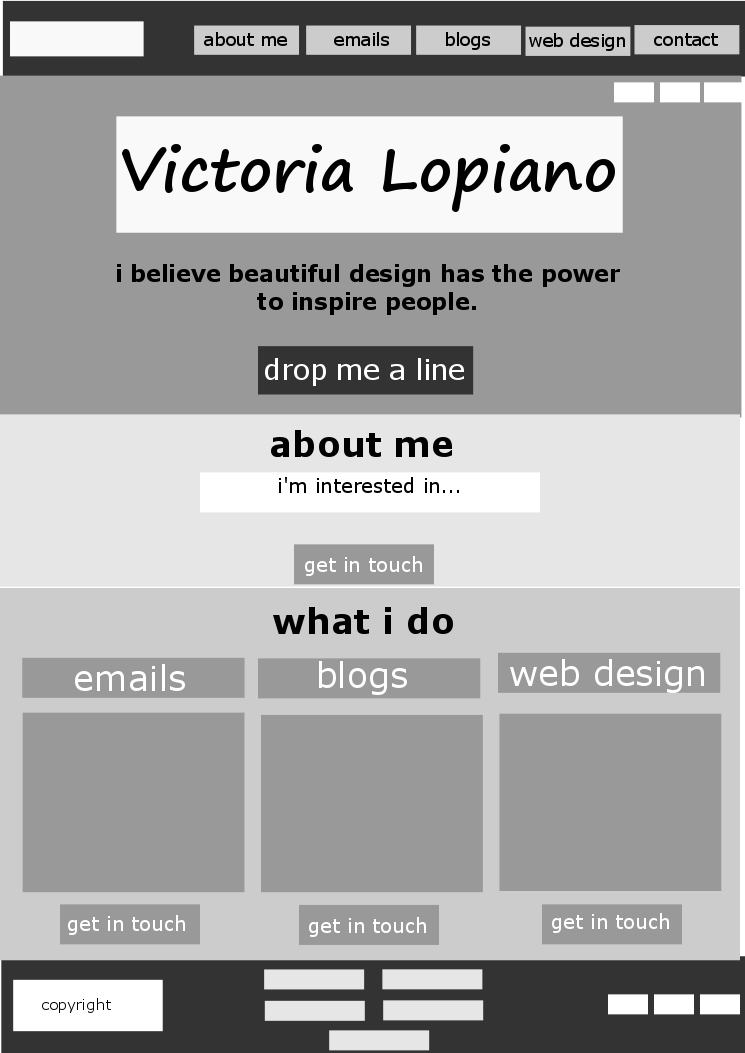 about me
emails
blogs
web design
contact
Victoria Lopiano
i believe beautiful design has the power
to inspire people.
drop me a line
about me
i'm interested in...
get in touch
what i do
emails
blogs
web design
get in touch
get in touch
get in touch
copyright